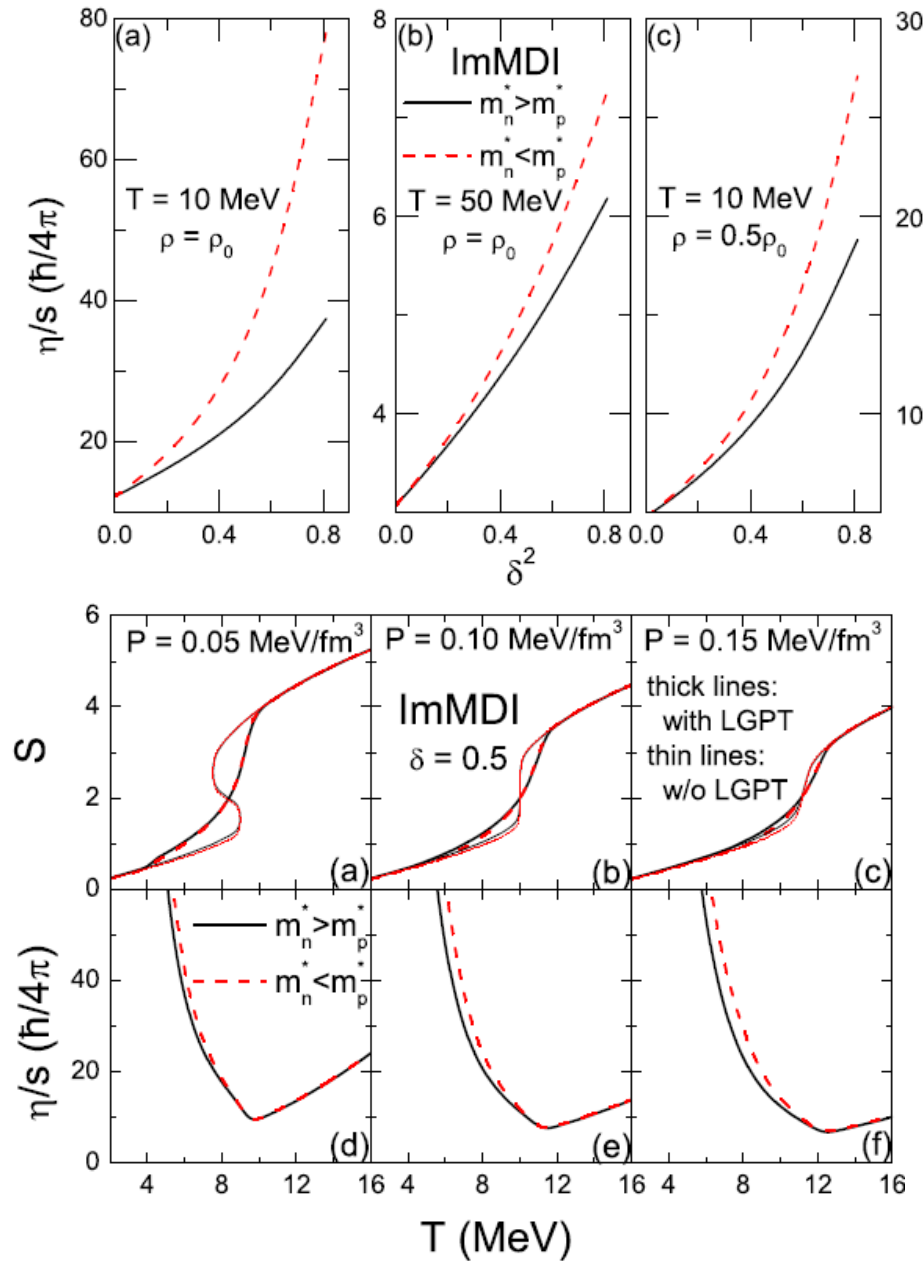 (a)
(b)
(c)
80
60
40
20
8
6
4
30
20
10
ImMDI
m*n>m*p
m*n<m*p
T = 10 MeV
ρ = ρ0
T = 50 MeV
ρ = ρ0
T = 10 MeV
ρ = 0.5ρ0
η/s (ħ/4π)
0.0 0.4 0.8
0.0 0.4 0.8
0.0 0.4 0.8
δ²
P = 0.05 MeV/fm³
P = 0.10 MeV/fm³
P = 0.15 MeV/fm³
6
4
2
0
S
ImMDI
δ = 0.5
thick lines:
with LGPT
thin lines:
w/o LGPT
(a)
(b)
(c)
m*n>m*p
m*n<m*p
η/s (ħ/4π)
40
20
0
(d)
(e)
(f)
4 8 12 16
4 8 12 16
4 8 12 16
T (MeV)